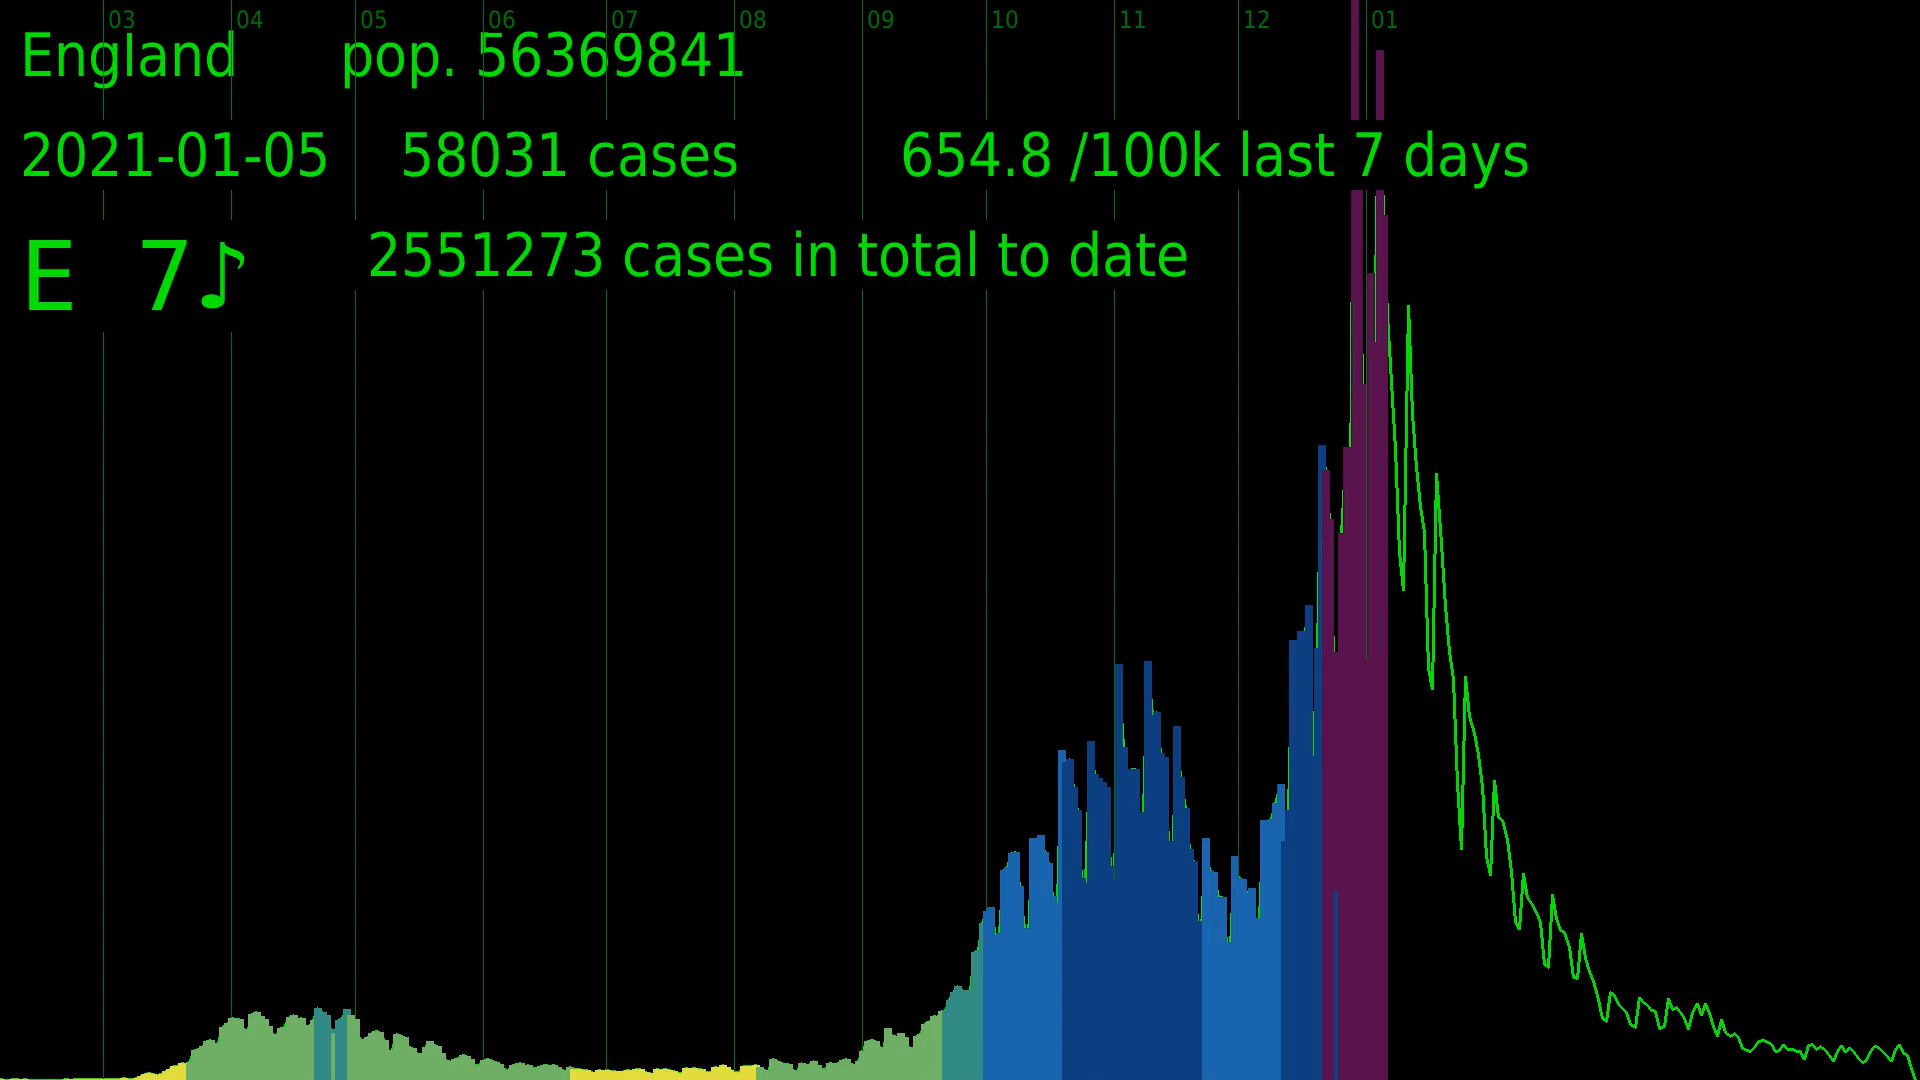 03 04 05 06 07 08 09 10 11 12 01
England pop. 56369841
2021-01-05 58031 cases 654.8 /100k last 7 days
2551273 cases in total to date
E 7♪